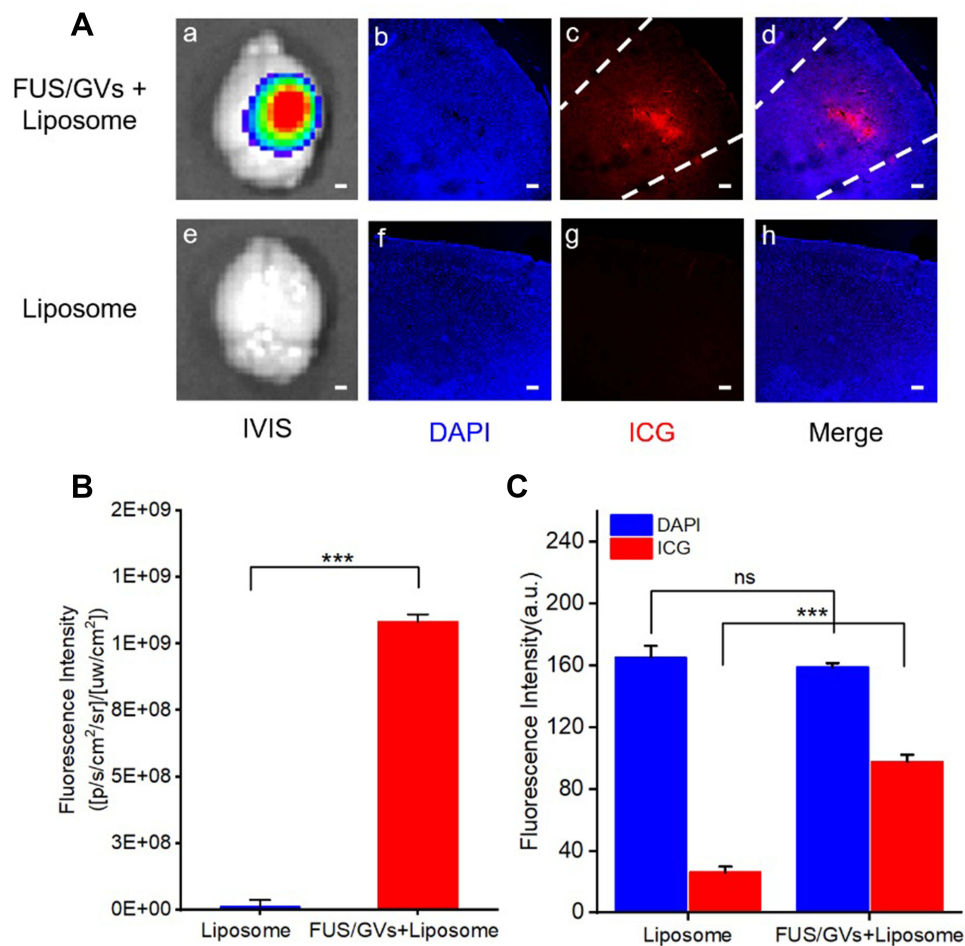 A
FUS/GVs +
Liposome
a
b
c
d
Liposome
e
f
g
h
IVIS
DAPI
ICG
Merge
B
Fluorescence Intensity
([p/s/cm²/sr]/[uw/cm²])
2E+09
1E+09
1E+09
8E+08
5E+08
3E+08
0E+00
***
Liposome
FUS/GVs+Liposome
C
Fluorescence Intensity(a.u.)
DAPI
ICG
240
200
160
120
80
40
0
ns
***
Liposome
FUS/GVs+Liposome